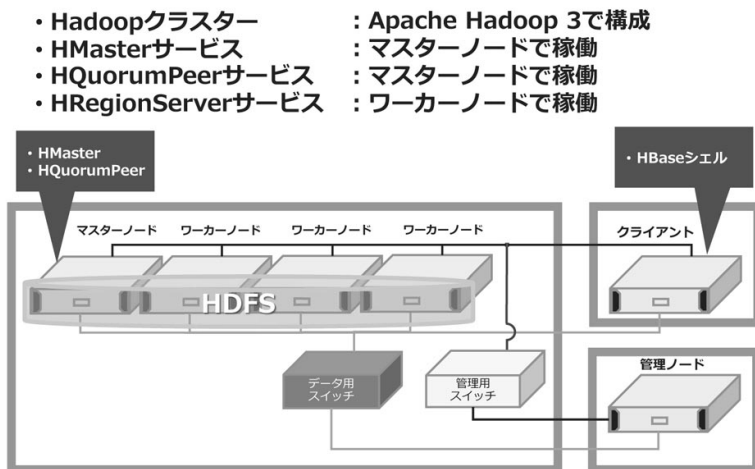 ・Hadoopクラスター ：Apache Hadoop 3で構成
・HMasterサービス ：マスターノードで稼働
・HQuorumPeerサービス ：マスターノードで稼働
・HRegionServerサービス ：ワーカーノードで稼働
・HMaster
・HQuorumPeer
・HBaseシェル
マスターノード ワーカーノード ワーカーノード ワーカーノード クライアント
HDFS
データ用
スイッチ
管理用
スイッチ
管理ノード